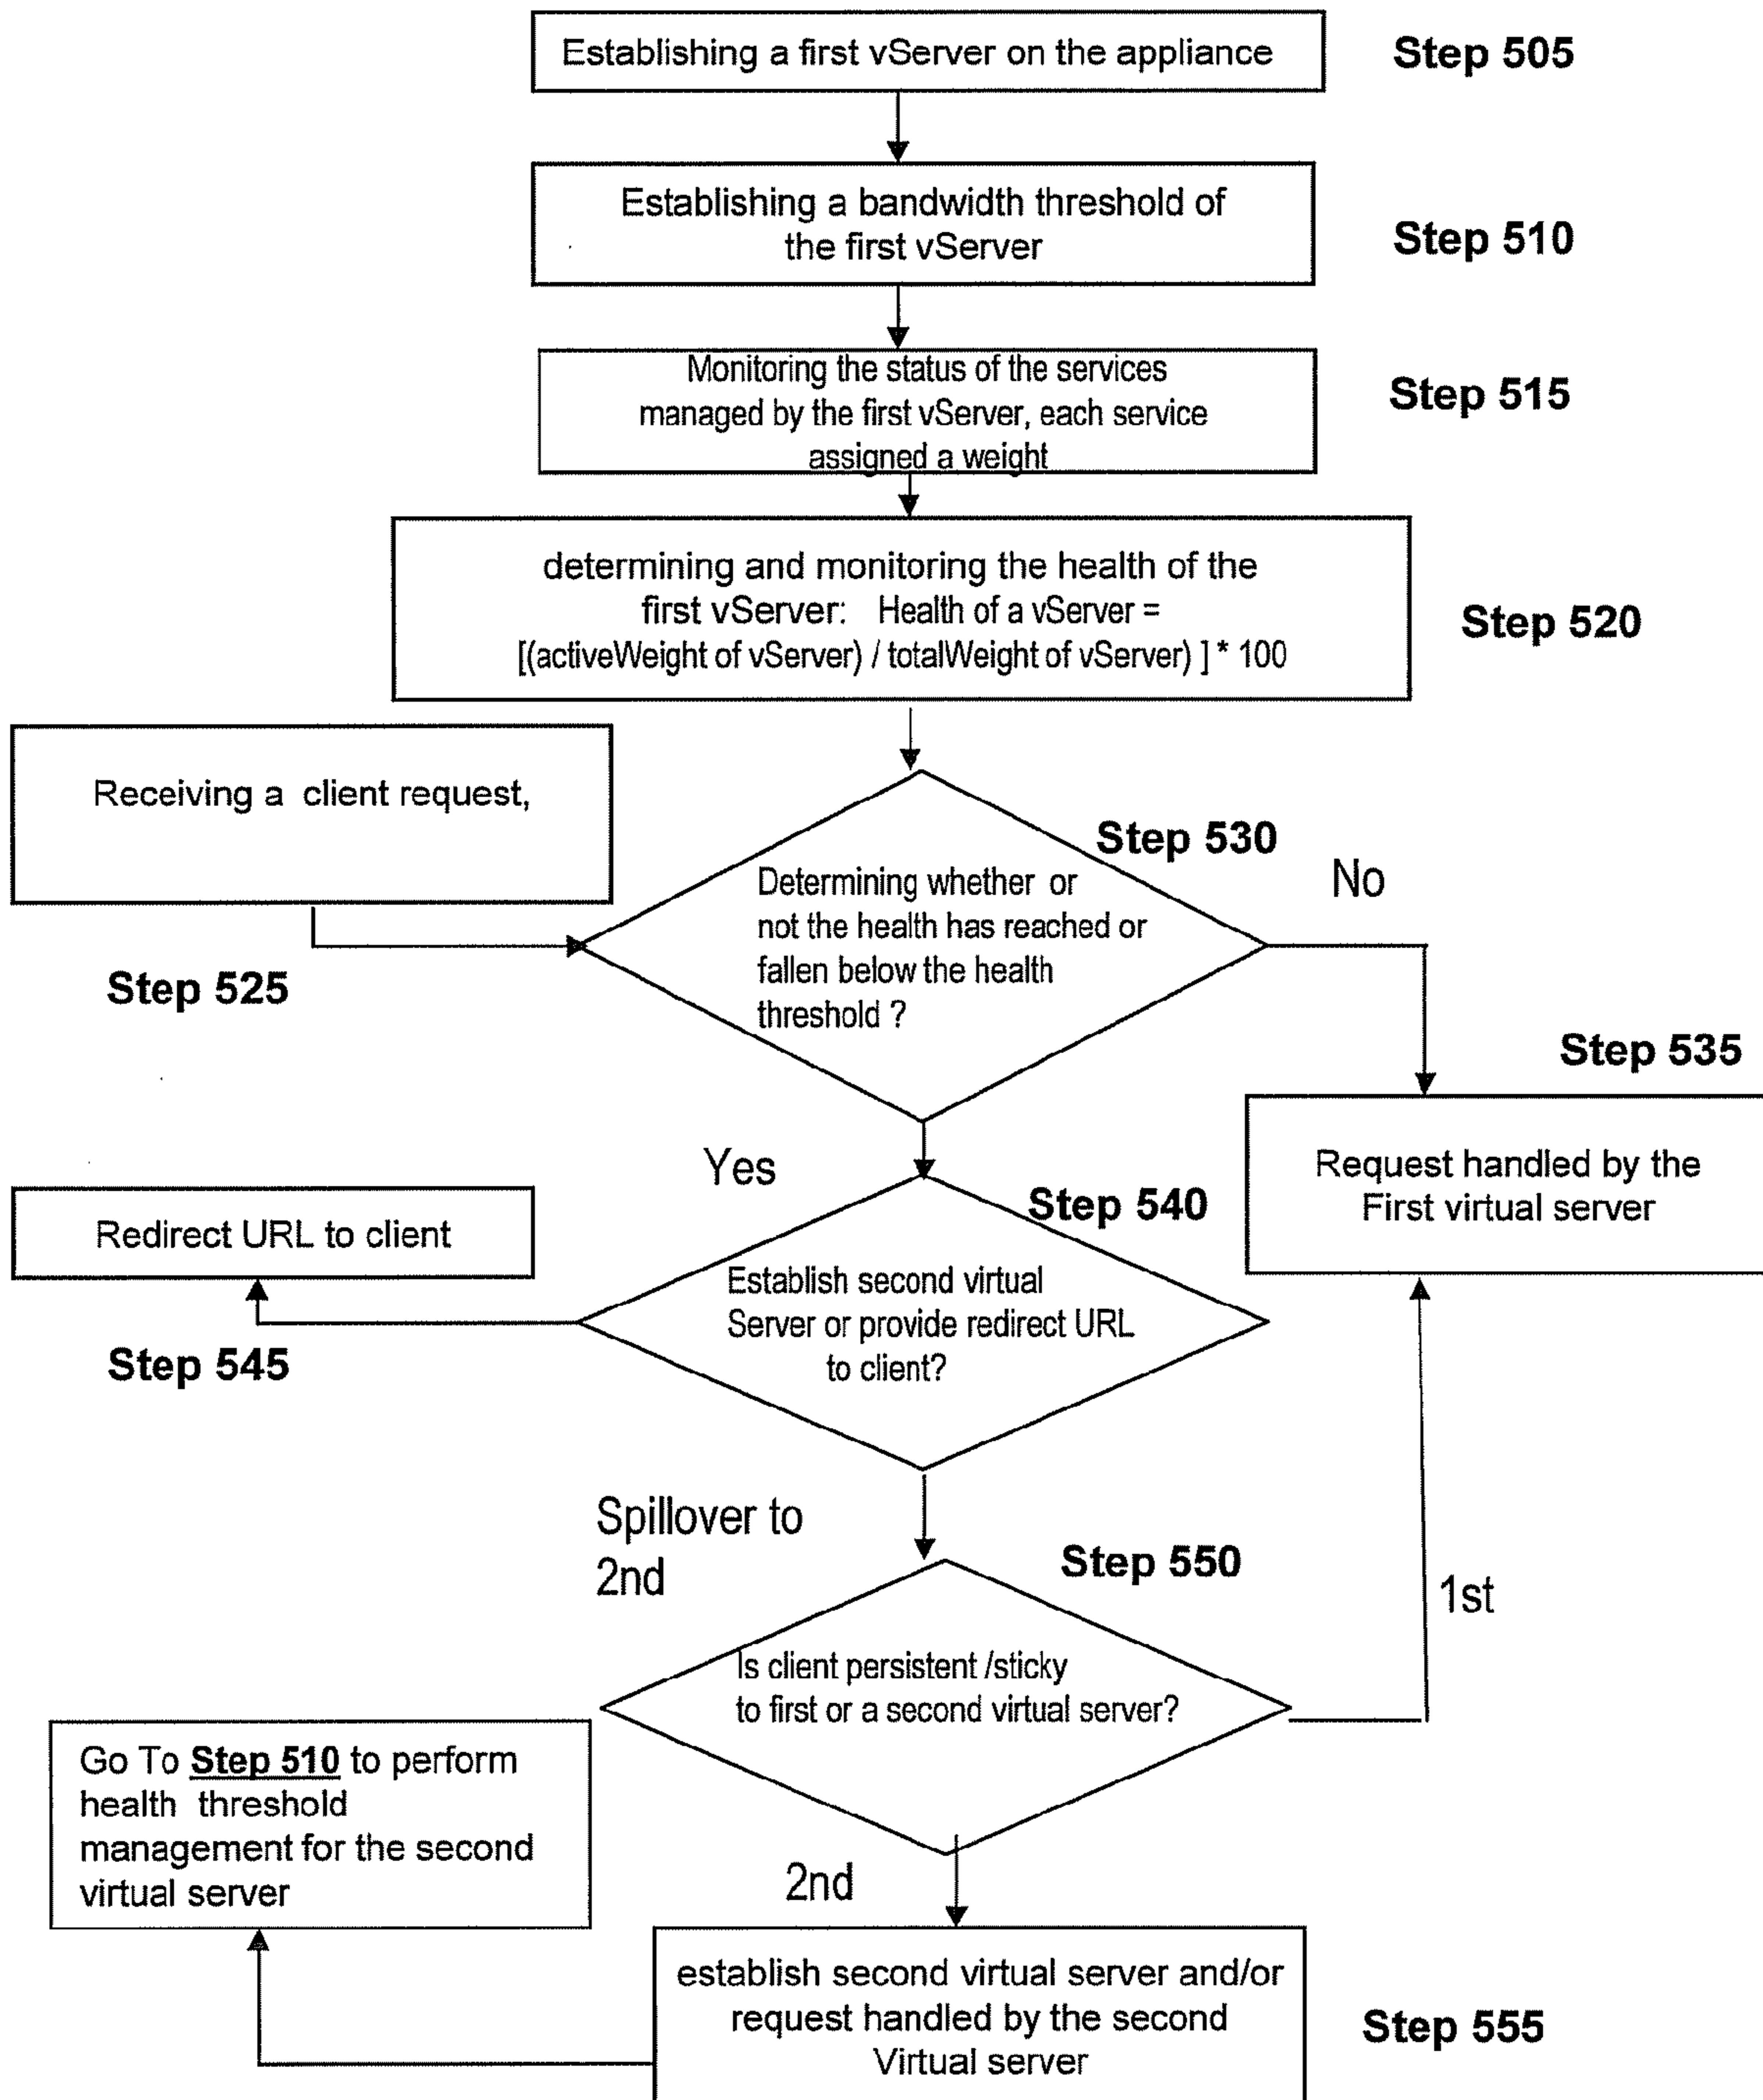 Establishing a first vServer on the appliance
Step 505
Establishing a bandwidth threshold of
the first vServer
Step 510
Monitoring the status of the services
managed by the first vServer, each service
assigned a weight
Step 515
determining and monitoring the health of the
first vServer: Health of a vServer =
[(activeWeight of vServer) / totalWeight of vServer) ] * 100
Step 520
Receiving a client request,
Step 525
Step 530
Determining whether or
not the health has reached or
fallen below the health
threshold ?
No
Step 535
Request handled by the
First virtual server
Yes
Step 540
Establish second virtual
Server or provide redirect URL
to client?
Redirect URL to client
Step 545
Spillover to
2nd
Step 550
Is client persistent /sticky
to first or a second virtual server?
1st
Go To Step 510 to perform
health threshold
management for the second
virtual server
2nd
establish second virtual server and/or
request handled by the second
Virtual server
Step 555